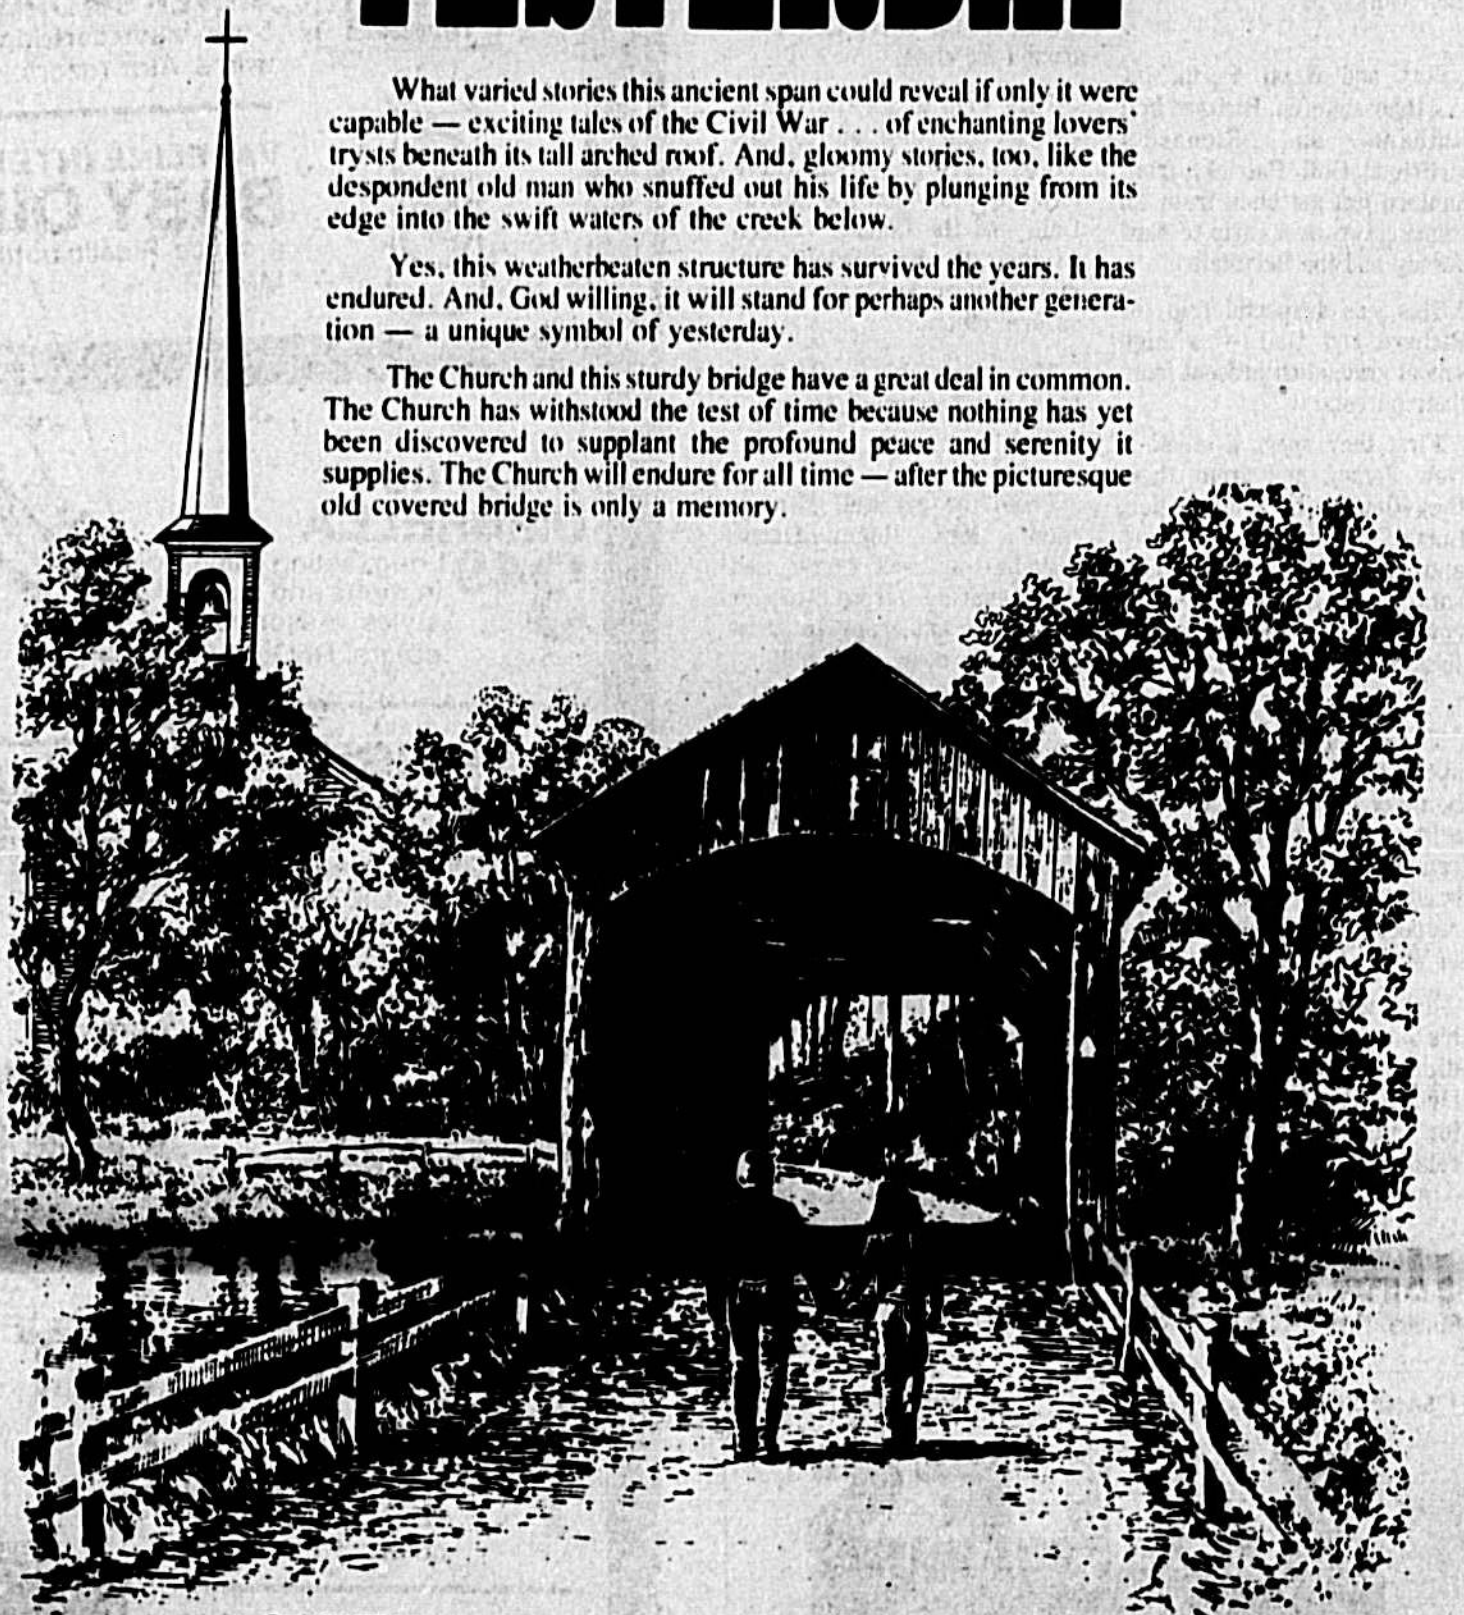 YESTERDAY
What varied stories this ancient span could reveal if only it were
capable — exciting tales of the Civil War . . . of enchanting lovers'
trysts beneath its tall arched roof. And, gloomy stories, too, like the
despondent old man who snuffed out his life by plunging from its
edge into the swift waters of the creek below.
Yes, this weatherbeaten structure has survived the years. It has
endured. And, God willing, it will stand for perhaps another genera-
tion — a unique symbol of yesterday.
The Church and this sturdy bridge have a great deal in common.
The Church has withstood the test of time because nothing has yet
been discovered to supplant the profound peace and serenity it
supplies. The Church will endure for all time — after the picturesque
old covered bridge is only a memory.